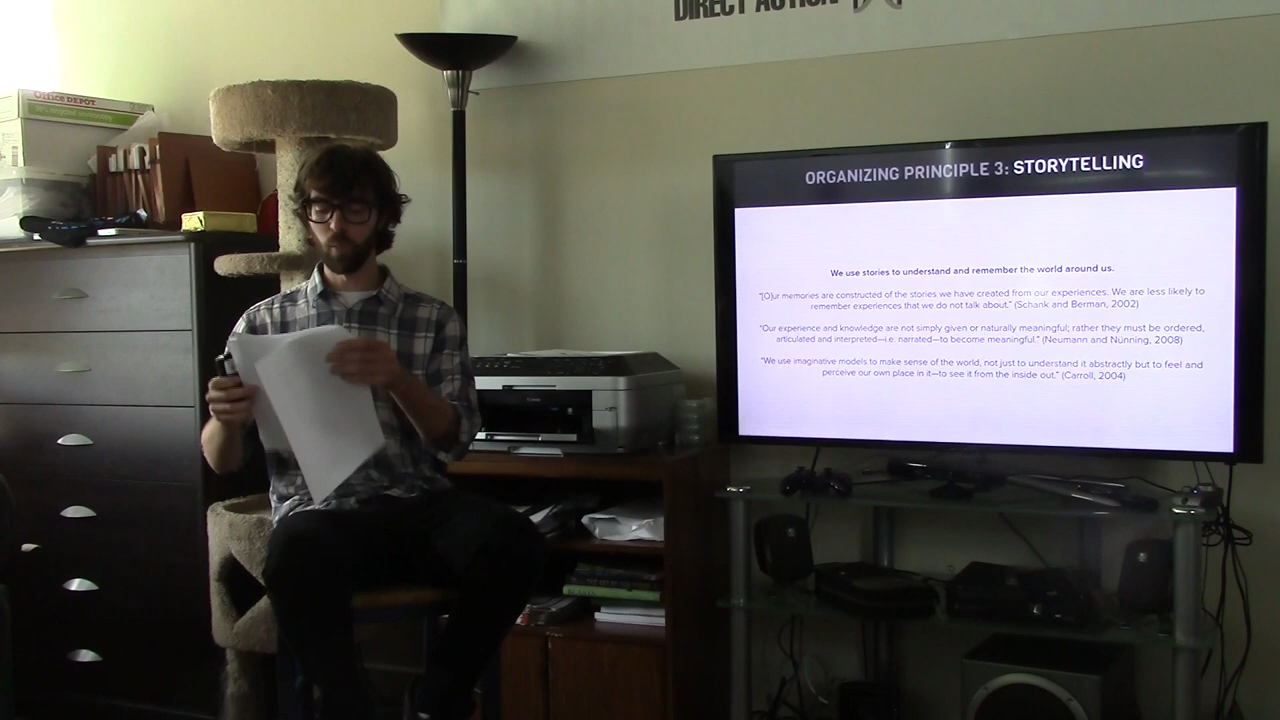 DIRECT ACTION
Office DEPOT
ORGANIZING PRINCIPLE 3: STORYTELLING
We use stories to understand and remember the world around us.
"[O]ur memories are constructed of the stories we have created from our experiences. We are less likely to
remember experiences that we do not talk about." (Schank and Berman, 2002)
"Our experience and knowledge are not simply given or naturally meaningful; rather they must be ordered,
articulated and interpreted—i.e. narrated—to become meaningful." (Neumann and Nünning, 2008)
"We use imaginative models to make sense of the world, not just to understand it abstractly but to feel and
perceive our own place in it—to see it from the inside out." (Carroll, 2004)
Canon